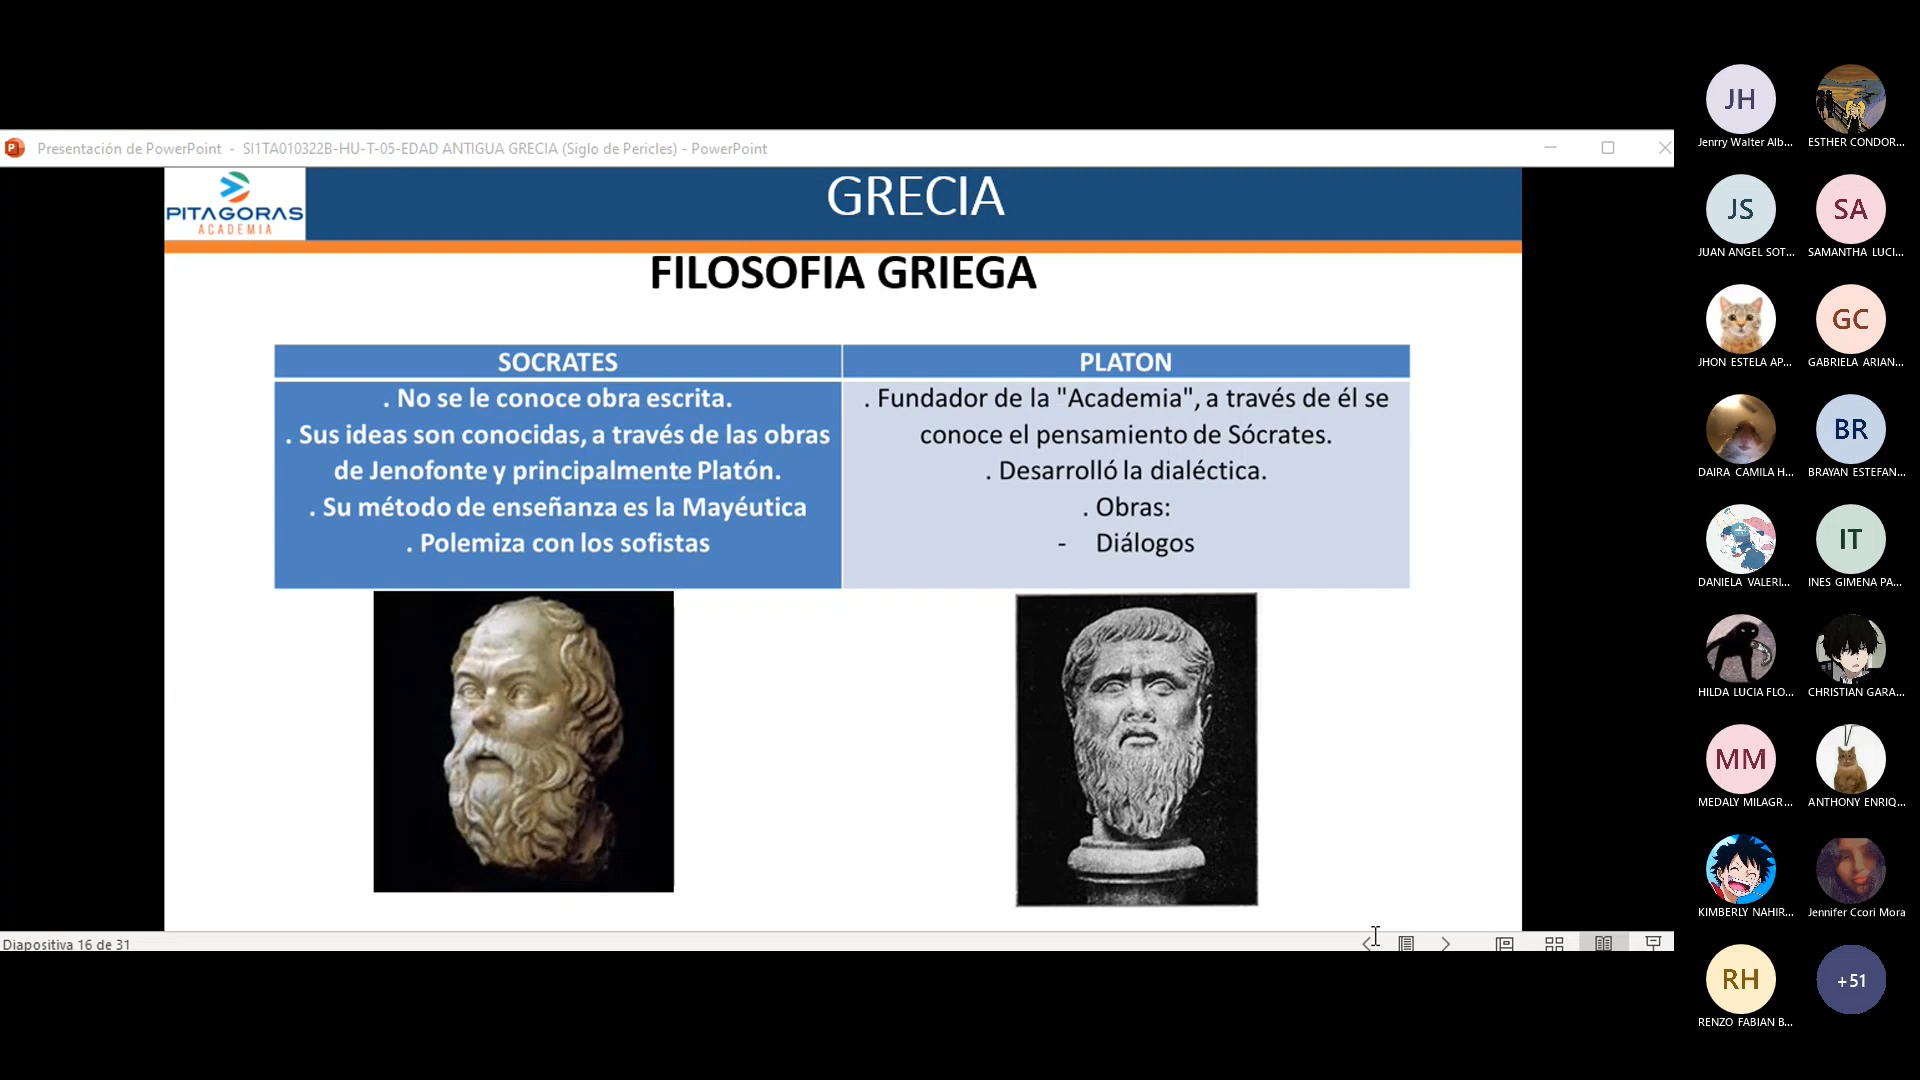 Presentación de PowerPoint - SI1TA010322B-HU-T-05-EDAD ANTIGUA GRECIA (Siglo de Pericles) - PowerPoint
PITAGORAS
ACADEMIA
GRECIA
FILOSOFIA GRIEGA
SOCRATES
. No se le conoce obra escrita.
. Sus ideas son conocidas, a través de las obras
de Jenofonte y principalmente Platón.
. Su método de enseñanza es la Mayéutica
. Polemiza con los sofistas
PLATON
. Fundador de la "Academia", a través de él se
conoce el pensamiento de Sócrates.
. Desarrolló la dialéctica.
. Obras:
- Diálogos
Diapositiva 16 de 31
JH
Jenrry Walter Alb...
ESTHER CONDOR...
JS
JUAN ANGEL SOT...
SA
SAMANTHA LUCI...
JHON ESTELA AP...
GC
GABRIELA ARIAN...
DAIRA CAMILA H...
BR
BRAYAN ESTEFAN...
DANIELA VALERI...
IT
INES GIMENA PA...
HILDA LUCIA FLO...
CHRISTIAN GARA...
MM
MEDALY MILAGR...
ANTHONY ENRIQ...
KIMBERLY NAHIR...
Jennifer Ccori Mora
RH
RENZO FABIAN B...
+51